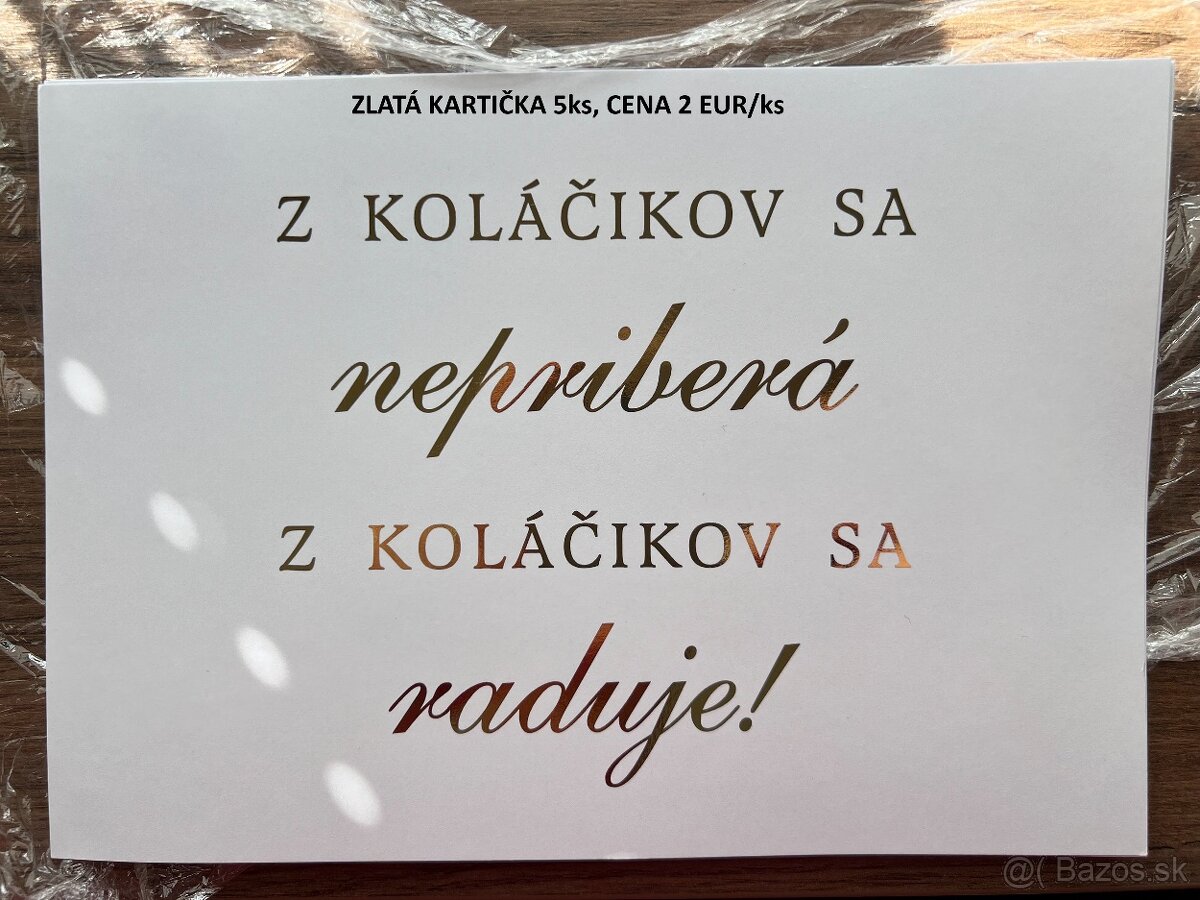 ZLATÁ KARTIČKA 5ks, CENA 2 EUR/ks
Z KOLÁČIKOV SA
nepriberá
Z KOLÁČIKOV SA
raduje!
@( Bazos.sk